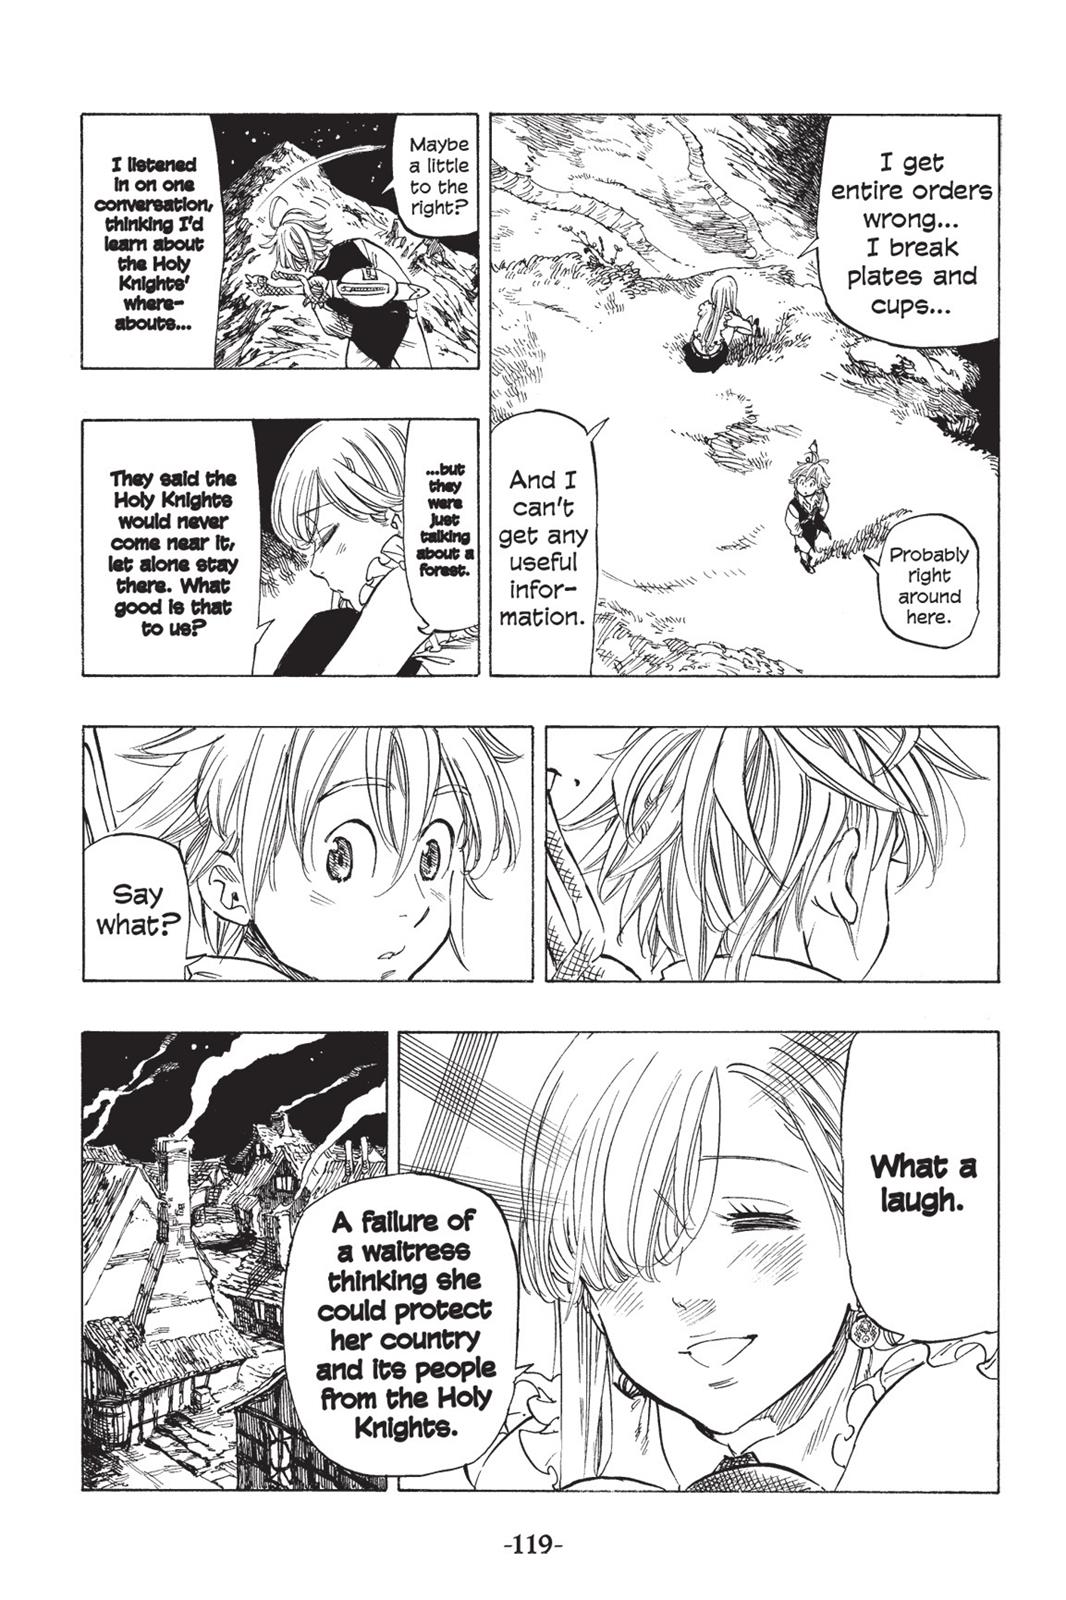 I get
entire orders
wrong...
I break
plates and
cups...
Probably
right
around
here.
And I
can't
get any
useful
infor-
mation.
Maybe
a little
to the
right?
I listened
in on one
conversation,
thinking I'd
learn about
the Holy
Knights'
where-
abouts...
...but
they
were
just
talking
about a
forest.
They said the
Holy Knights
would never
come near it,
let alone stay
there. What
good is that
to us?
Say
what?
What a
laugh.
A failure of
a waitress
thinking she
could protect
her country
and its people
from the Holy
Knights.
-119-